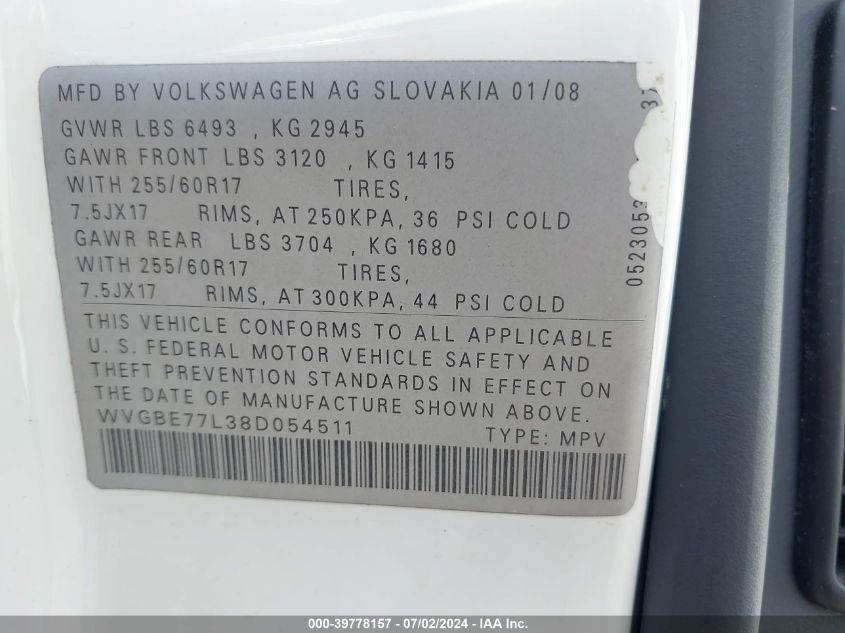 MFD BY VOLKSWAGEN AG SLOVAKIA 01/08
GVWR LBS 6493 , KG 2945
GAWR FRONT LBS 3120 , KG 1415
WITH 255/60R17 TIRES,
7.5JX17 RIMS, AT 250KPA, 36 PSI COLD
GAWR REAR LBS 3704 , KG 1680
WITH 255/60R17 TIRES,
7.5JX17 RIMS, AT 300KPA, 44 PSI COLD
THIS VEHICLE CONFORMS TO ALL APPLICABLE
U. S. FEDERAL MOTOR VEHICLE SAFETY AND
THEFT PREVENTION STANDARDS IN EFFECT ON
THE DATE OF MANUFACTURE SHOWN ABOVE.
WVGBE77L38D054511
TYPE: MPV
000-39778157 - 07/02/2024 - IAA Inc.